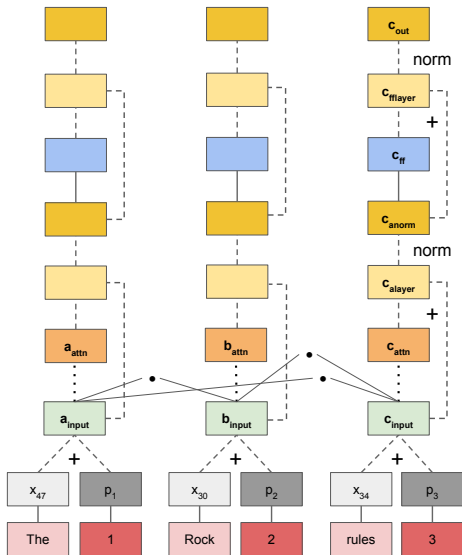 c_out
norm
c_fflayer
+
c_ff
c_anorm
norm
c_alayer
+
a_attn b_attn c_attn
a_input b_input c_input
+ + +
x_47 p_1 x_30 p_2 x_34 p_3
The 1 Rock 2 rules 3